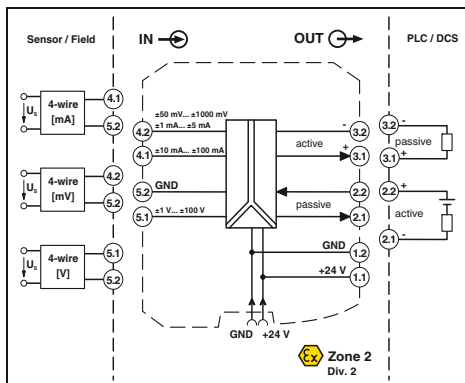 Sensor / Field
IN
OUT
PLC / DCS
Us
4-wire
[mA]
4.1
5.2
Us
4-wire
[mV]
4.2
5.2
Us
4-wire
[V]
5.1
5.2
±50 mV... ±1000 mV
±1 mA... ±5 mA
4.2
±10 mA... ±100 mA
4.1
GND
5.2
±1 V... ±100 V
5.1
-
3.2
active
+
3.1
2.2
passive
2.1
GND
1.2
+24 V
1.1
GND +24 V
3.2 -
passive
3.1 +
2.2 +
active
2.1 -
Ex Zone 2
Div. 2